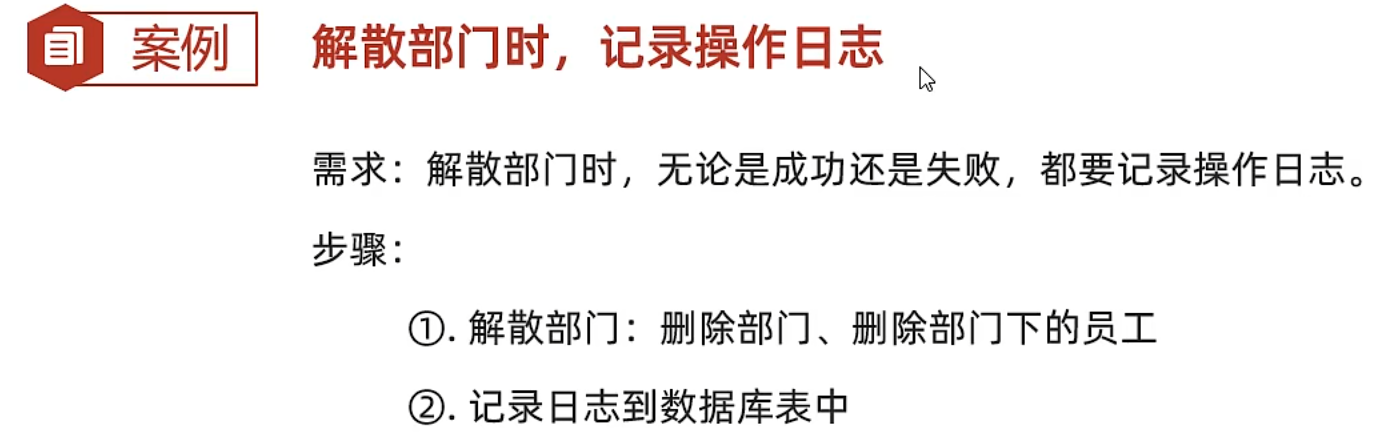 案例
解散部门时，记录操作日志
需求：解散部门时，无论是成功还是失败，都要记录操作日志。
步骤：
①. 解散部门：删除部门、删除部门下的员工
②. 记录日志到数据库表中